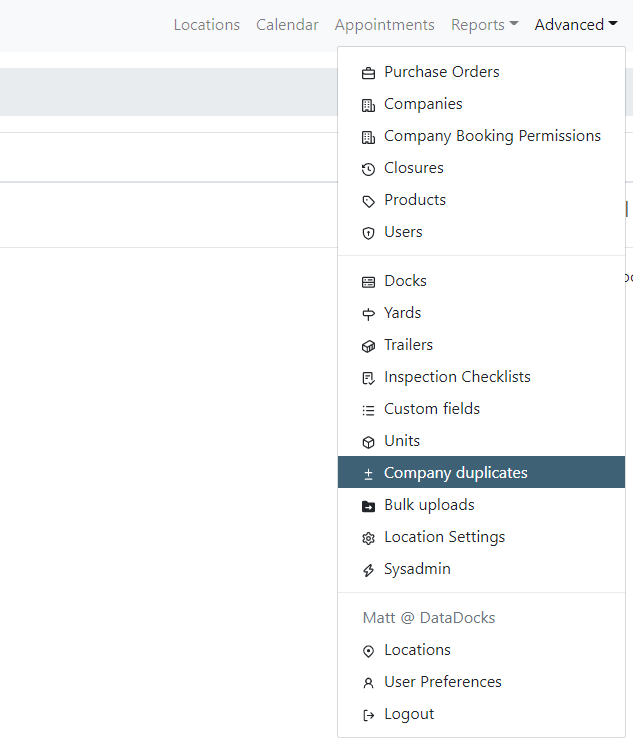 Locations Calendar Appointments Reports Advanced
Purchase Orders
Companies
Company Booking Permissions
Closures
Products
Users
Docks
Yards
Trailers
Inspection Checklists
Custom fields
Units
Company duplicates
Bulk uploads
Location Settings
Sysadmin
Matt @ DataDocks
Locations
User Preferences
Logout